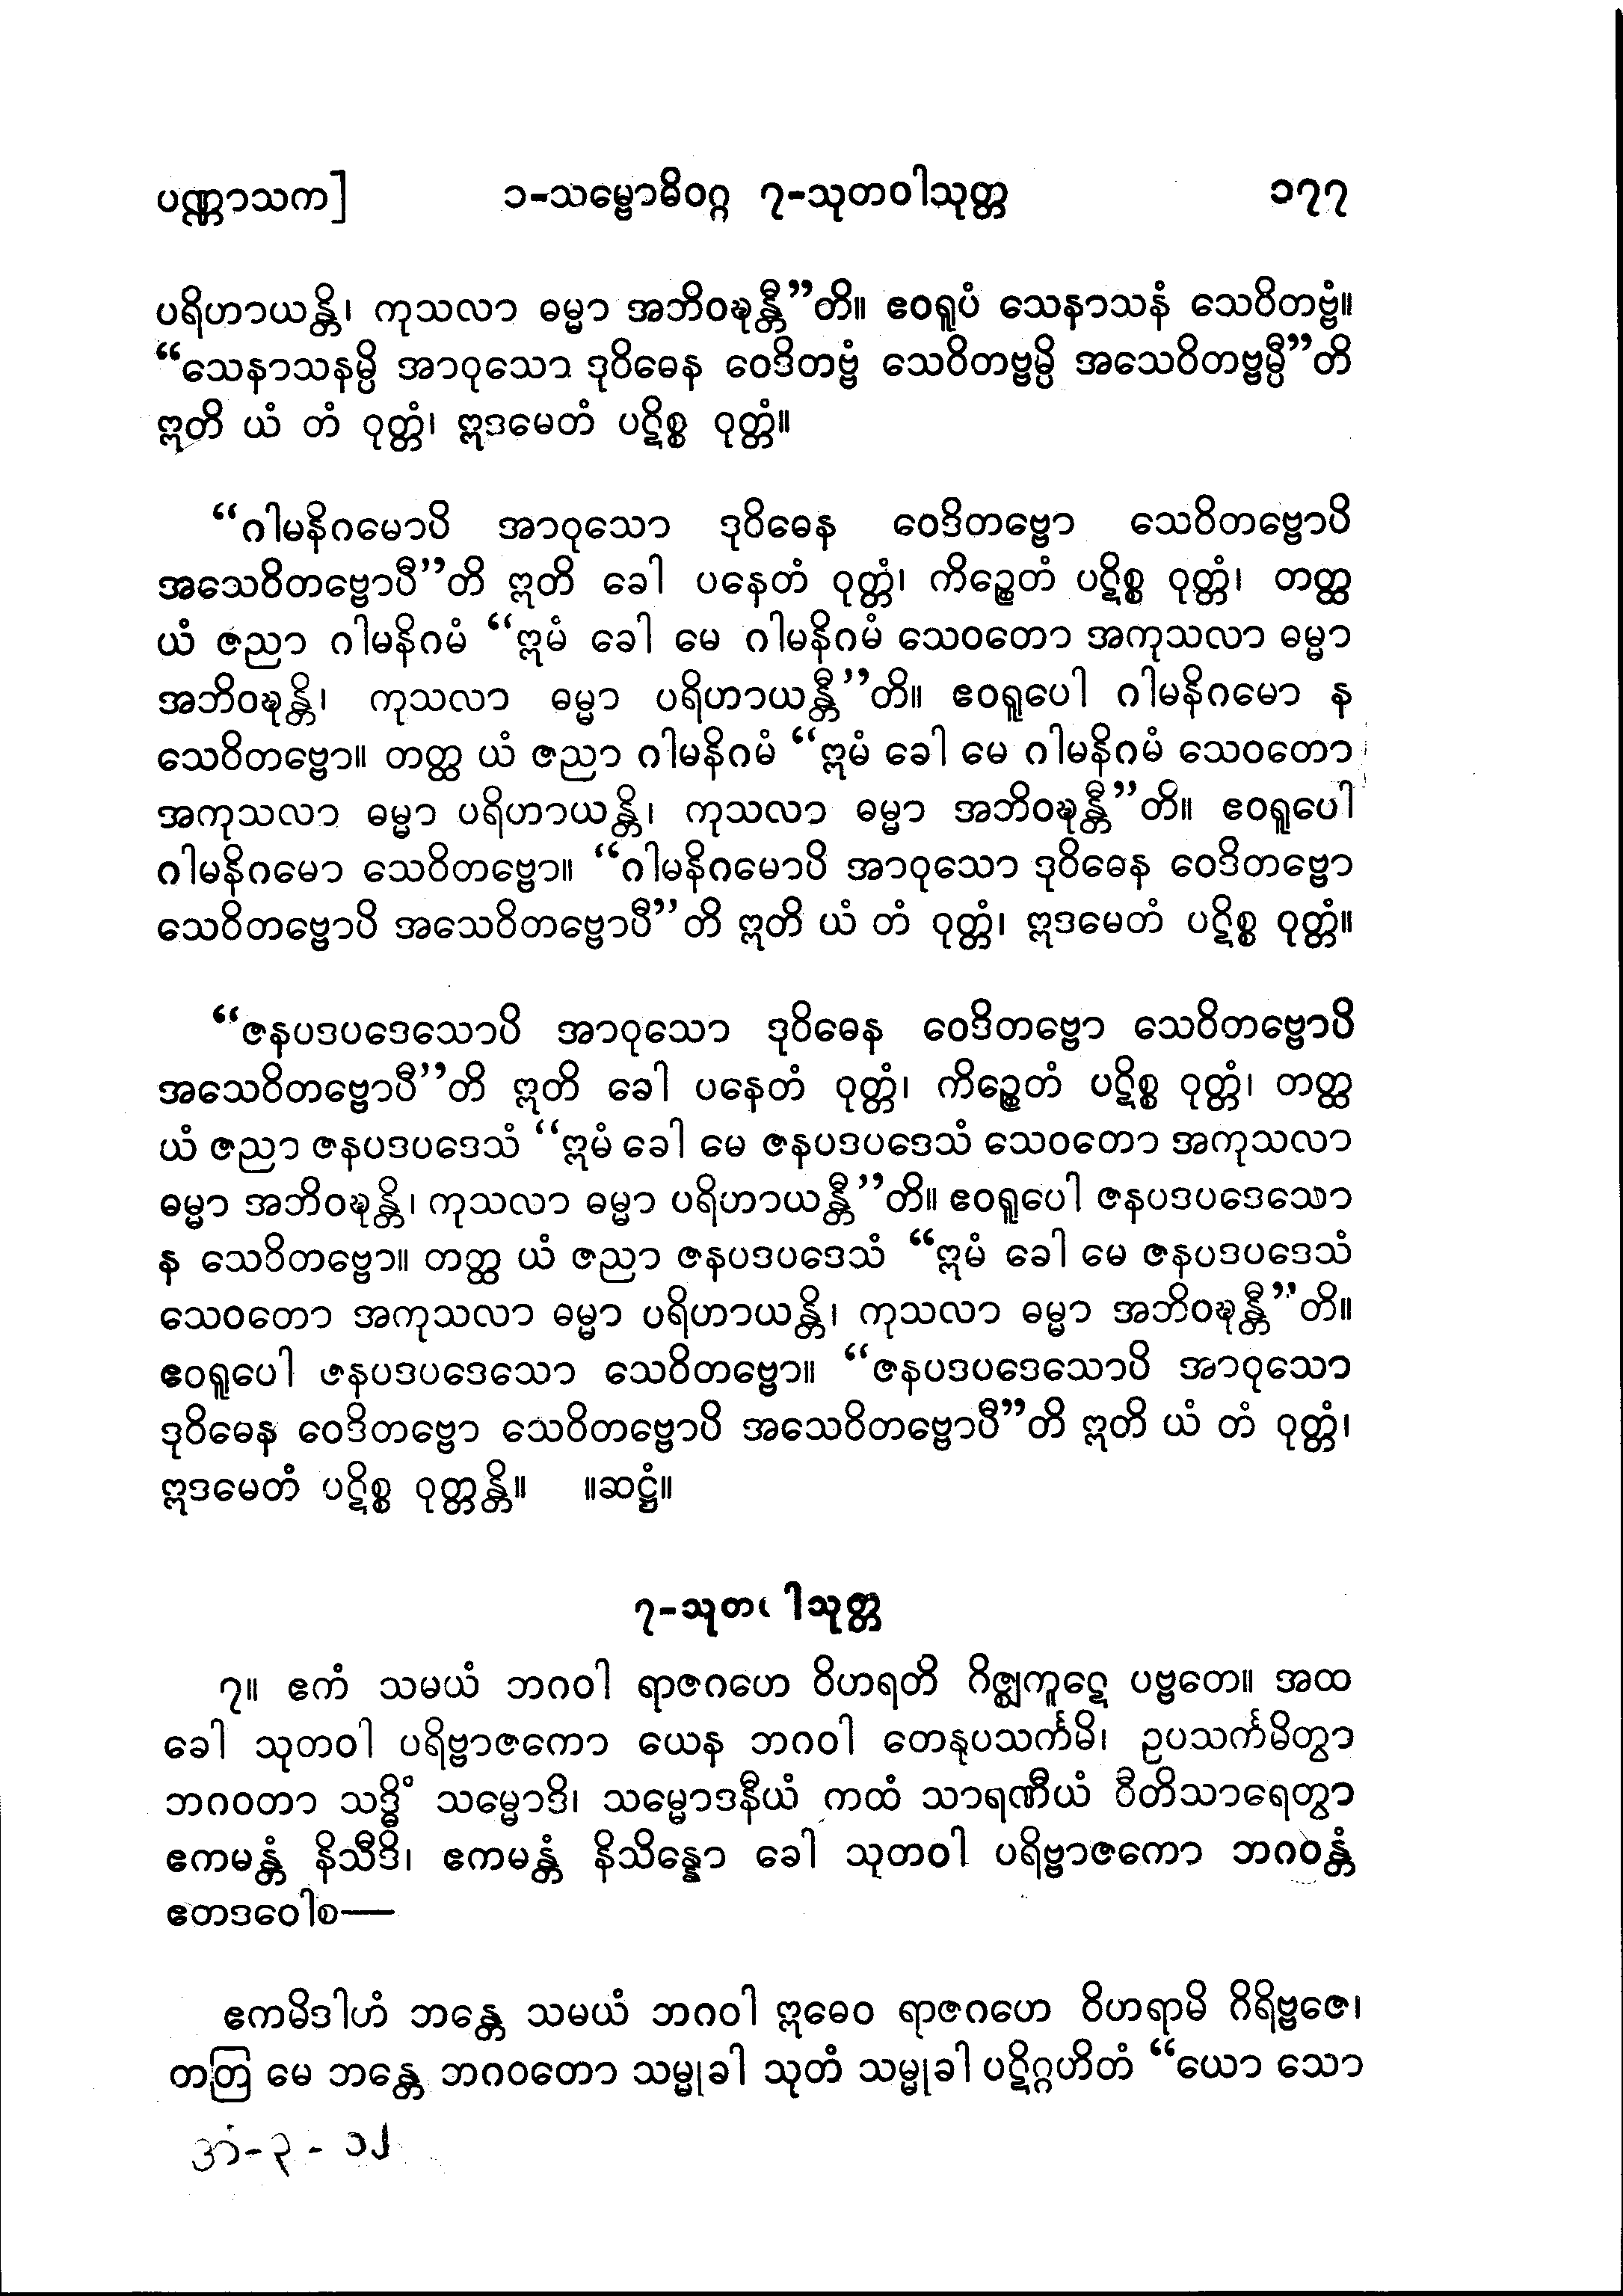 ပဏ္ဏာသက] ၁-သမ္ဗောဓိဝဂ္ဂ ၇-သုတဝါသုတ္တ ၁၇၇
ပရိဟာယန္တိ၊ ကုသလာ ဓမ္မာ အဘိဝဍ္ဎန္တီ”တိ။ ဧဝရူပံ သေနာသနံ သေဝိတဗ္ဗံ။
“သေနာသနမ္ပိ အာဝုသော ဒုဝိဓေန ဝေဒိတဗ္ဗံ သေဝိတဗ္ဗမ္ပိ အသေဝိတဗ္ဗမ္ပီ”တိ
ဣတိ ယံ တံ ဝုတ္တံ၊ ဣဒမေတံ ပဋိစ္စ ဝုတ္တံ။
“ဂါမနိဂမောပိ အာဝုသော ဒုဝိဓေန ဝေဒိတဗ္ဗော သေဝိတဗ္ဗောပိ
အသေဝိတဗ္ဗောပီ”တိ ဣတိ ခေါ ပနေတံ ဝုတ္တံ၊ ကိဉ္စေတံ ပဋိစ္စ ဝုတ္တံ၊ တတ္ထ
ယံ ဇညာ ဂါမနိဂမံ “ဣမံ ခေါ မေ ဂါမနိဂမံ သေဝတော အကုသလာ ဓမ္မာ
အဘိဝဍ္ဎန္တိ၊ ကုသလာ ဓမ္မာ ပရိဟာယန္တီ”တိ။ ဧဝရူပေါ ဂါမနိဂမော န
သေဝိတဗ္ဗော။ တတ္ထ ယံ ဇညာ ဂါမနိဂမံ “ဣမံ ခေါ မေ ဂါမနိဂမံ သေဝတော
အကုသလာ ဓမ္မာ ပရိဟာယန္တိ၊ ကုသလာ ဓမ္မာ အဘိဝဍ္ဎန္တီ”တိ။ ဧဝရူပေါ
ဂါမနိဂမော သေဝိတဗ္ဗော။ “ဂါမနိဂမောပိ အာဝုသော ဒုဝိဓေန ဝေဒိတဗ္ဗော
သေဝိတဗ္ဗောပိ အသေဝိတဗ္ဗောပီ”တိ ဣတိ ယံ တံ ဝုတ္တံ၊ ဣဒမေတံ ပဋိစ္စ ဝုတ္တံ။
“ဇနပဒပဒေသောပိ အာဝုသော ဒုဝိဓေန ဝေဒိတဗ္ဗော သေဝိတဗ္ဗောပိ
အသေဝိတဗ္ဗောပီ”တိ ဣတိ ခေါ ပနေတံ ဝုတ္တံ၊ ကိဉ္စေတံ ပဋိစ္စ ဝုတ္တံ၊ တတ္ထ
ယံ ဇညာ ဇနပဒပဒေသံ “ဣမံ ခေါ မေ ဇနပဒပဒေသံ သေဝတော အကုသလာ
ဓမ္မာ အဘိဝဍ္ဎန္တိ၊ ကုသလာ ဓမ္မာ ပရိဟာယန္တီ”တိ။ ဧဝရူပေါ ဇနပဒပဒေသော
န သေဝိတဗ္ဗော။ တတ္ထ ယံ ဇညာ ဇနပဒပဒေသံ “ဣမံ ခေါ မေ ဇနပဒပဒေသံ
သေဝတော အကုသလာ ဓမ္မာ ပရိဟာယန္တိ၊ ကုသလာ ဓမ္မာ အဘိဝဍ္ဎန္တီ”တိ။
ဧဝရူပေါ ဇနပဒပဒေသော သေဝိတဗ္ဗော။ “ဇနပဒပဒေသောပိ အာဝုသော
ဒုဝိဓေန ဝေဒိတဗ္ဗော သေဝိတဗ္ဗောပိ အသေဝိတဗ္ဗောပီ”တိ ဣတိ ယံ တံ ဝုတ္တံ၊
ဣဒမေတံ ပဋိစ္စ ဝုတ္တန္တိ။ ။ဆဋ္ဌံ။
၇-သုတဝါသုတ္တ
၇။ ဧကံ သမယံ ဘဂဝါ ရာဇဂဟေ ဝိဟရတိ ဂိဇ္ဈကူဋေ ပဗ္ဗတေ။ အထ
ခေါ သုတဝါ ပရိဗ္ဗာဇကော ယေန ဘဂဝါ တေနုပသင်္ကမိ၊ ဥပသင်္ကမိတွာ
ဘဂဝတာ သဒ္ဓိံ သမ္မောဒိ၊ သမ္မောဒနီယံ ကထံ သာရဏီယံ ဝီတိသာရေတွာ
ဧကမန္တံ နိသီဒိ၊ ဧကမန္တံ နိသိန္နော ခေါ သုတဝါ ပရိဗ္ဗာဇကော ဘဂဝန္တံ
ဧတဒဝေါစ—
ဧကမိဒါဟံ ဘန္တေ သမယံ ဘဂဝါ ဣဓေဝ ရာဇဂဟေ ဝိဟရာမိ ဂိရိဗ္ဗဇေ၊
တတြ မေ ဘန္တေ ဘဂဝတော သမ္မုခါ သုတံ သမ္မုခါ ပဋိဂ္ဂဟိတံ “ယော သော
အံ-၃-၁၂